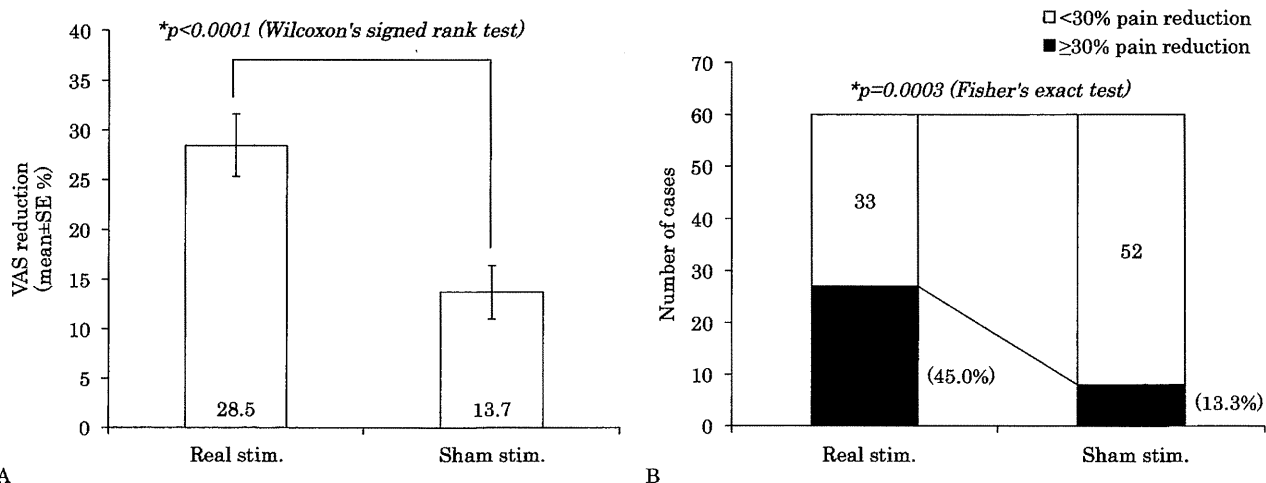 *p<0.0001 (Wilcoxon's signed rank test)
40
35
30
25
20
15
10
5
0
VAS reduction
(mean±SE %)
28.5
13.7
Real stim.
Sham stim.
A
<30% pain reduction
≥30% pain reduction
*p=0.0003 (Fisher's exact test)
70
60
50
40
30
20
10
0
Number of cases
33
52
(45.0%)
(13.3%)
Real stim.
Sham stim.
B